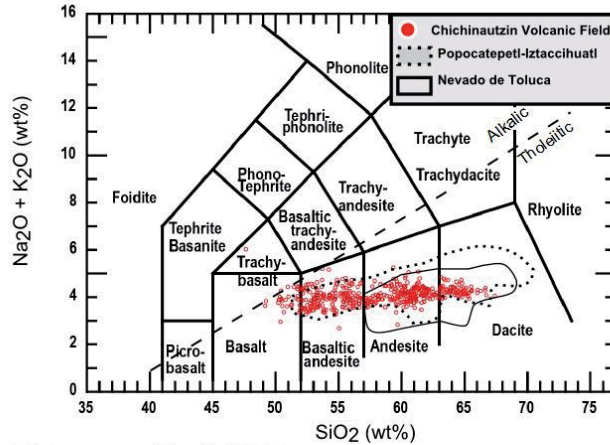 16
14
12
10
8
6
4
2
0
Na2O + K2O (wt%)
35
40
45
50
55
60
65
70
75
SiO2 (wt%)
Chichinautzin Volcanic Field
Popocatepetl-Iztaccihuatl
Nevado de Toluca
Phonolite
Tephri-
phonolite
Trachyte
Alkalic
Tholeiitic
Phono-
Tephrite
Trachydacite
Foidite
Trachy-
andesite
Rhyolite
Tephrite
Basanite
Basaltic
trachy-
andesite
Trachy-
basalt
Picro-
basalt
Basalt
Basaltic
andesite
Andesite
Dacite